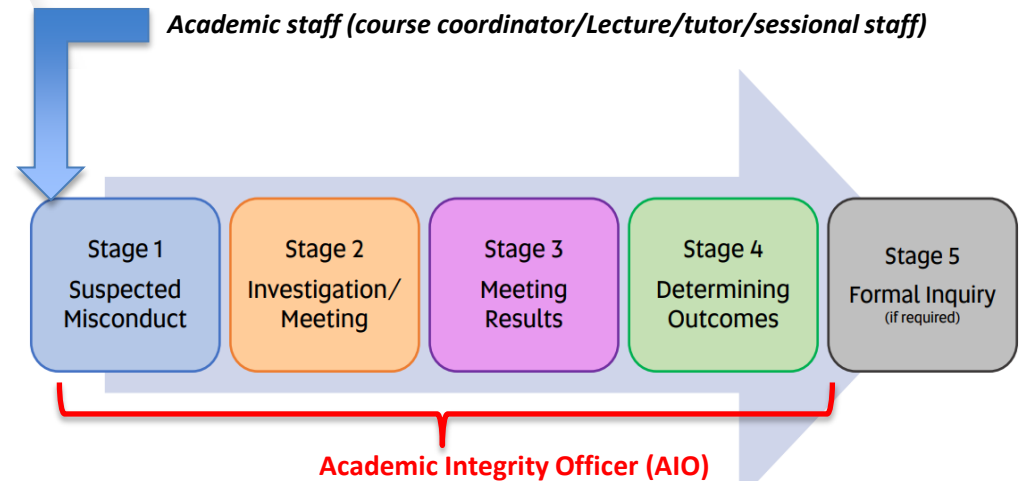 Academic staff (course coordinator/Lecture/tutor/sessional staff)
Stage 1
Suspected
Misconduct
Stage 2
Investigation/
Meeting
Stage 3
Meeting
Results
Stage 4
Determining
Outcomes
Stage 5
Formal Inquiry
(if required)
Academic Integrity Officer (AIO)